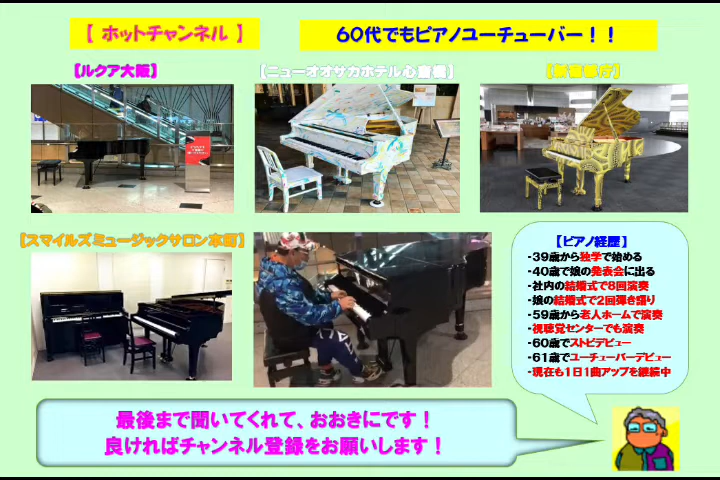 【 ホットチャンネル 】
60代でもピアノユーチューバー！！
【ルクア大阪】
【ニューオオサカホテル心斎橋】
【新宿都庁】
【スマイルズミュージックサロン本町】
【ピアノ経歴】
・39歳から独学で始める
・40歳で娘の発表会に出る
・社内の結婚式で8回演奏
・娘の結婚式で2回弾き語り
・59歳から老人ホームで演奏
・視聴覚センターでも演奏
・60歳でストピデビュー
・61歳でユーチューバーデビュー
・現在も1日1曲アップを継続中
最後まで聞いてくれて、おおきにです！
良ければチャンネル登録をお願いします！